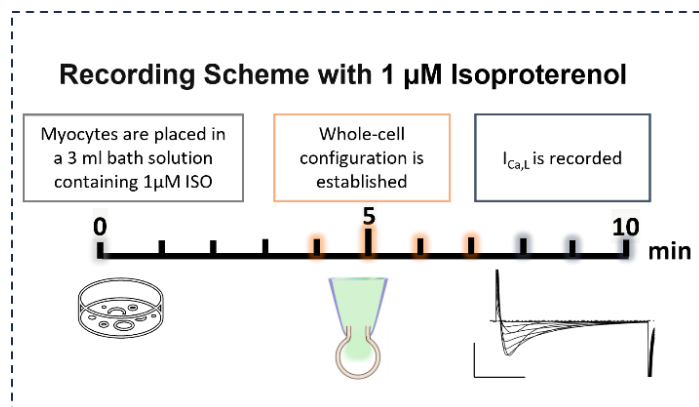 Recording Scheme with 1 µM Isoproterenol
Myocytes are placed in
a 3 ml bath solution
containing 1µM ISO
Whole-cell
configuration is
established
I_Ca,L is recorded
0
5
10
min